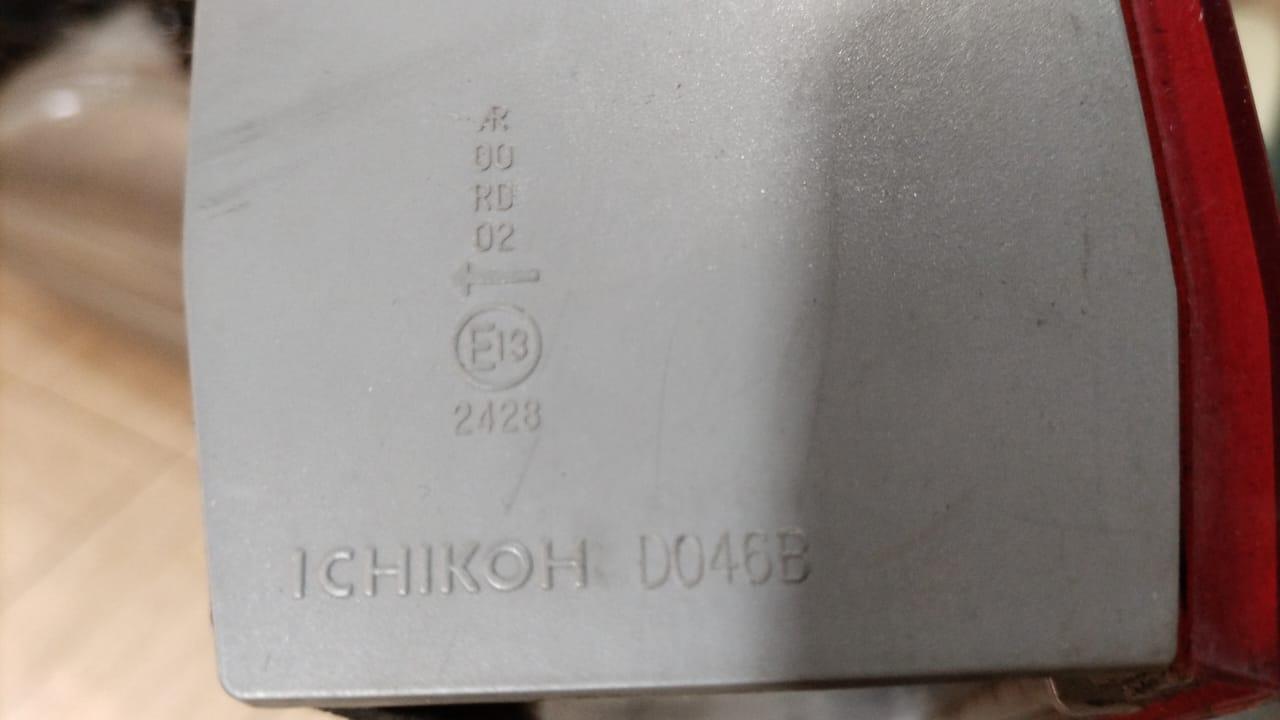 AR
00
RD
02
E13
2428
ICHIKOH D046B